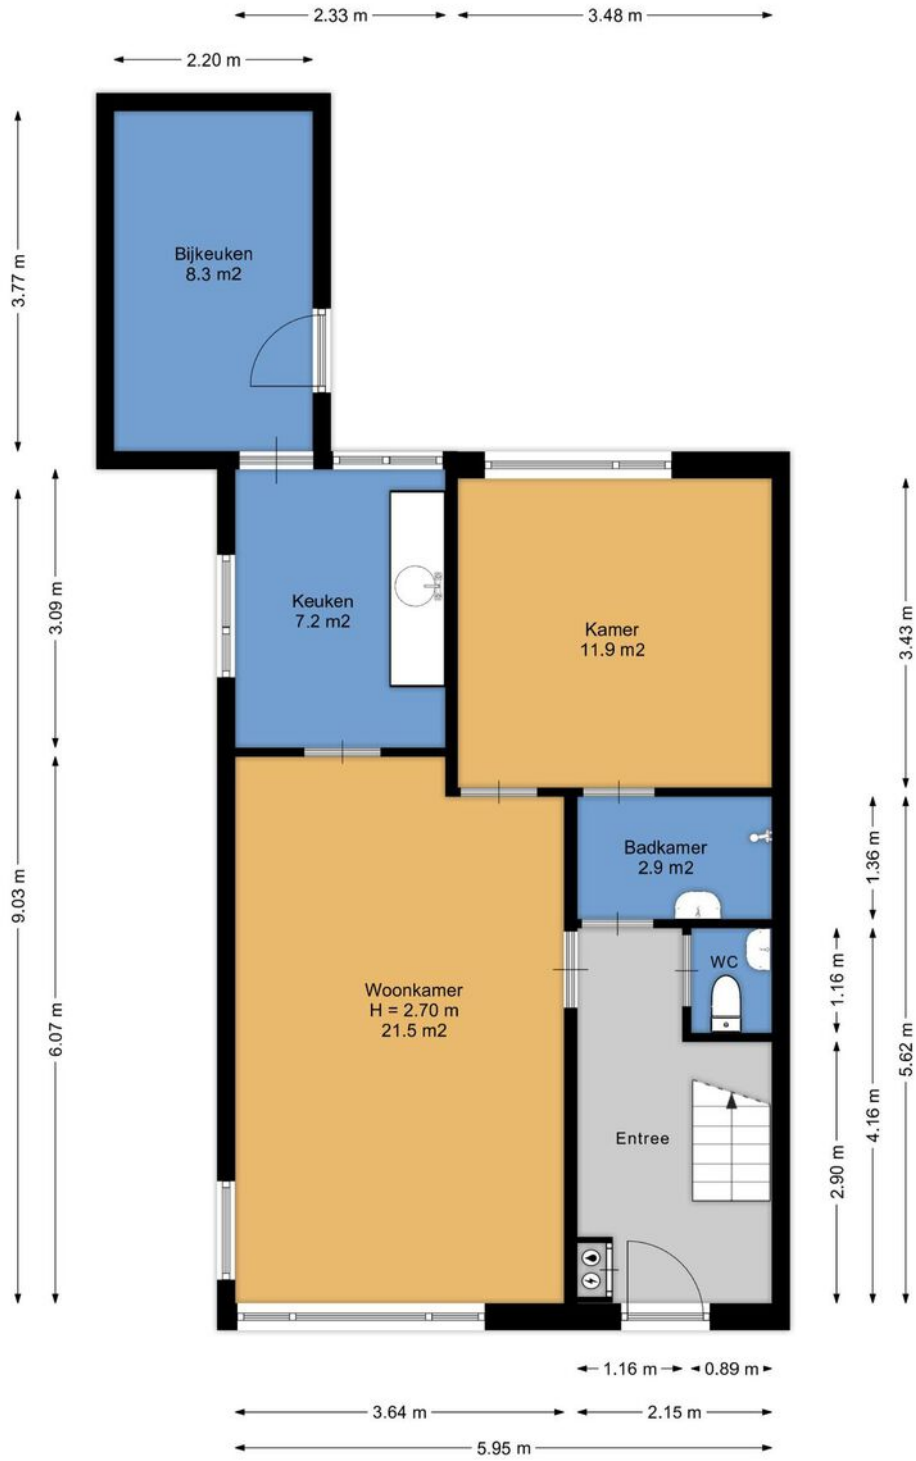 2.33 m
3.48 m
2.20 m
3.77 m
Bijkeuken
8.3 m2
3.09 m
Keuken
7.2 m2
Kamer
11.9 m2
3.43 m
9.03 m
6.07 m
Badkamer
2.9 m2
1.36 m
WC
1.16 m
Woonkamer
H = 2.70 m
21.5 m2
5.62 m
4.16 m
2.90 m
Entree
1.16 m
0.89 m
3.64 m
2.15 m
5.95 m